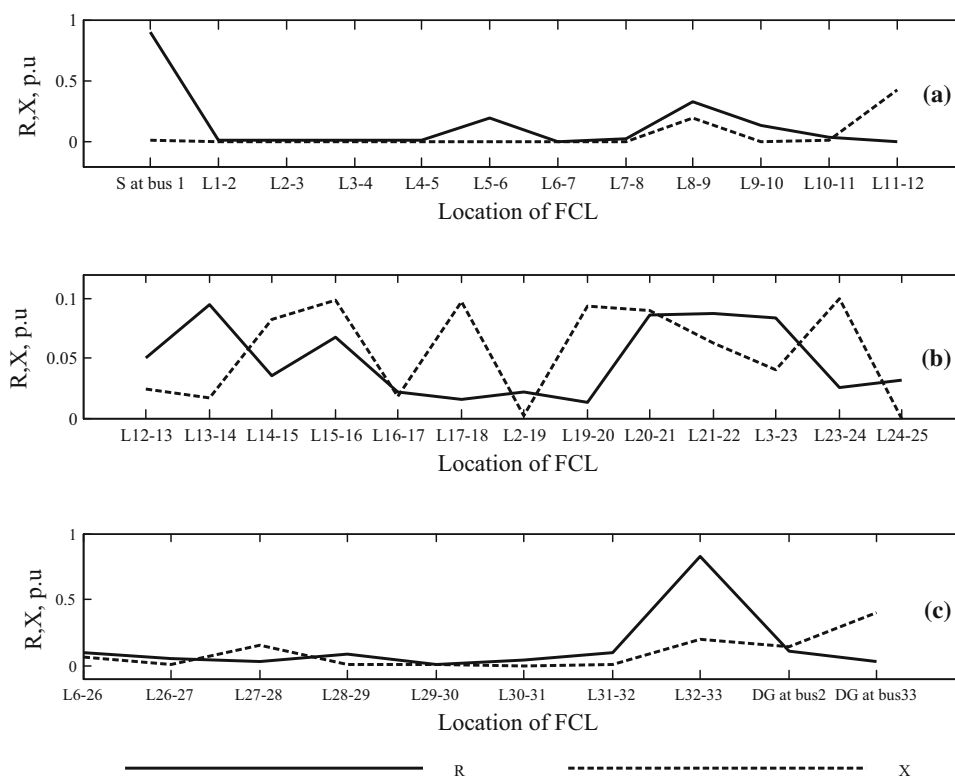 1
0.5
0
R,X, p.u
(a)
S at bus 1 L1-2 L2-3 L3-4 L4-5 L5-6 L6-7 L7-8 L8-9 L9-10 L10-11 L11-12
Location of FCL
0.1
0.05
0
R,X, p.u
(b)
L12-13 L13-14 L14-15 L15-16 L16-17 L17-18 L2-19 L19-20 L20-21 L21-22 L3-23 L23-24 L24-25
Location of FCL
1
0.5
0
R,X, p.u
(c)
L6-26 L26-27 L27-28 L28-29 L29-30 L30-31 L31-32 L32-33 DG at bus2 DG at bus33
Location of FCL
R X